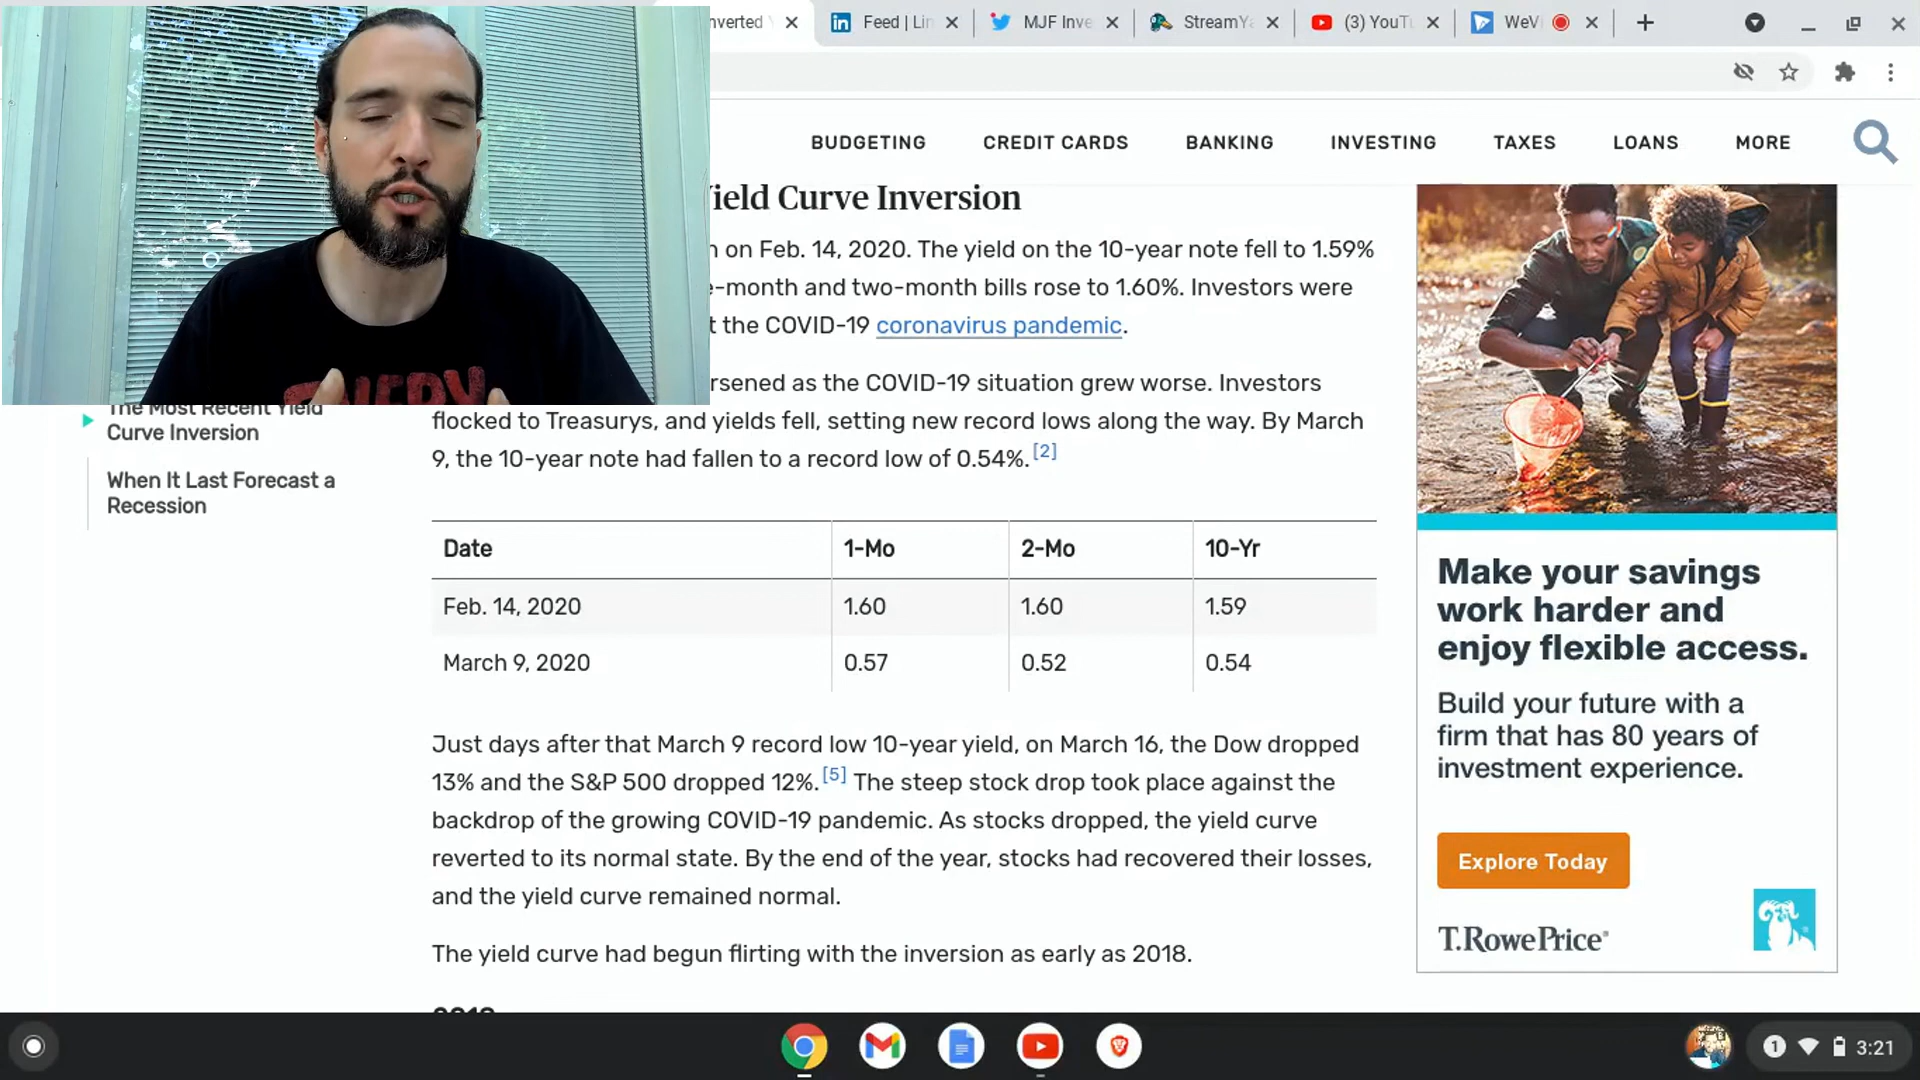 nverted
Feed | Lin
MJF Inve
StreamYa
(3) YouTu
WeVi
BUDGETING
CREDIT CARDS
BANKING
INVESTING
TAXES
LOANS
MORE
ield Curve Inversion
n on Feb. 14, 2020. The yield on the 10-year note fell to 1.59%
e-month and two-month bills rose to 1.60%. Investors were
t the COVID-19 coronavirus pandemic.
rsened as the COVID-19 situation grew worse. Investors
flocked to Treasurys, and yields fell, setting new record lows along the way. By March
9, the 10-year note had fallen to a record low of 0.54%. [2]
The Most Recent Yield
Curve Inversion
When It Last Forecast a
Recession
Date 1-Mo 2-Mo 10-Yr
Feb. 14, 2020 1.60 1.60 1.59
March 9, 2020 0.57 0.52 0.54
Just days after that March 9 record low 10-year yield, on March 16, the Dow dropped
13% and the S&P 500 dropped 12%. [5] The steep stock drop took place against the
backdrop of the growing COVID-19 pandemic. As stocks dropped, the yield curve
reverted to its normal state. By the end of the year, stocks had recovered their losses,
and the yield curve remained normal.
The yield curve had begun flirting with the inversion as early as 2018.
Make your savings
work harder and
enjoy flexible access.
Build your future with a
firm that has 80 years of
investment experience.
Explore Today
T.RowePrice
1
3:21